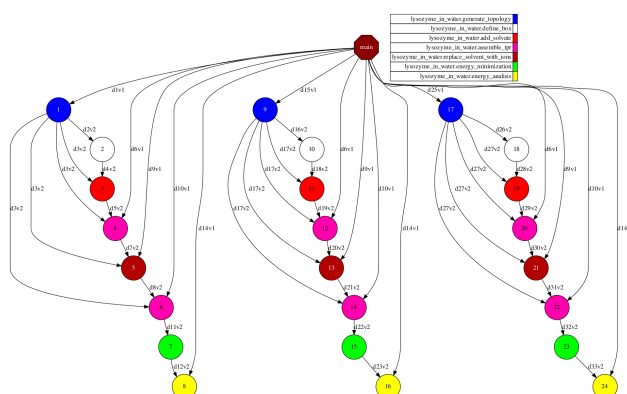 main
lysozyme_in_water.generate_topology
lysozyme_in_water.define_box
lysozyme_in_water.add_solvate
lysozyme_in_water.assemble_tpr
lysozyme_in_water.replace_solvent_with_ions
lysozyme_in_water.energy_minimization
lysozyme_in_water.energy_analisis
d1v1 d15v1 d25v1
1 9 17
d2v2 d16v2 d26v2
d3v2 d3v2 2 d6v1 d17v2 d17v2 10 d6v1 d27v2 d27v2 18 d6v1
d4v2 d9v1 d18v2 d9v1 d28v2 d9v1
d3v2 3 d10v1 d17v2 11 d10v1 d27v2 19 d10v1
d5v2 d17v2 d19v2 d27v2 d29v2
4 d14v1 12 d14v1 20 d14
d7v2 d20v2 d30v2
5 13 21
d8v2 d21v2 d31v2
6 14 22
d11v2 d22v2 d32v2
7 15 23
d12v2 d23v2 d33v2
8 16 24